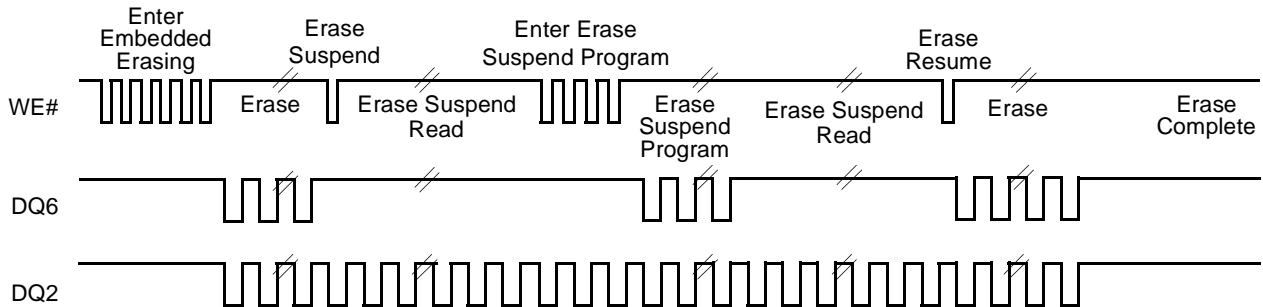 Enter
Embedded
Erasing
Erase
Suspend
Enter Erase
Suspend Program
Erase
Resume
WE#
Erase
Erase Suspend
Read
Erase
Suspend
Program
Erase Suspend
Read
Erase
Erase
Complete
DQ6
DQ2